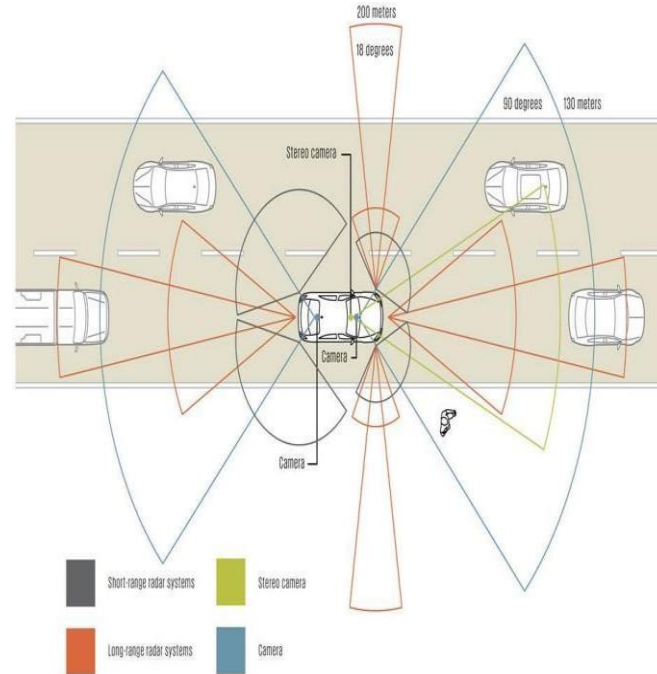 200 meters
18 degrees
90 degrees
130 meters
Stereo camera
Camera
Camera
Short-range radar systems
Stereo camera
Long-range radar systems
Camera